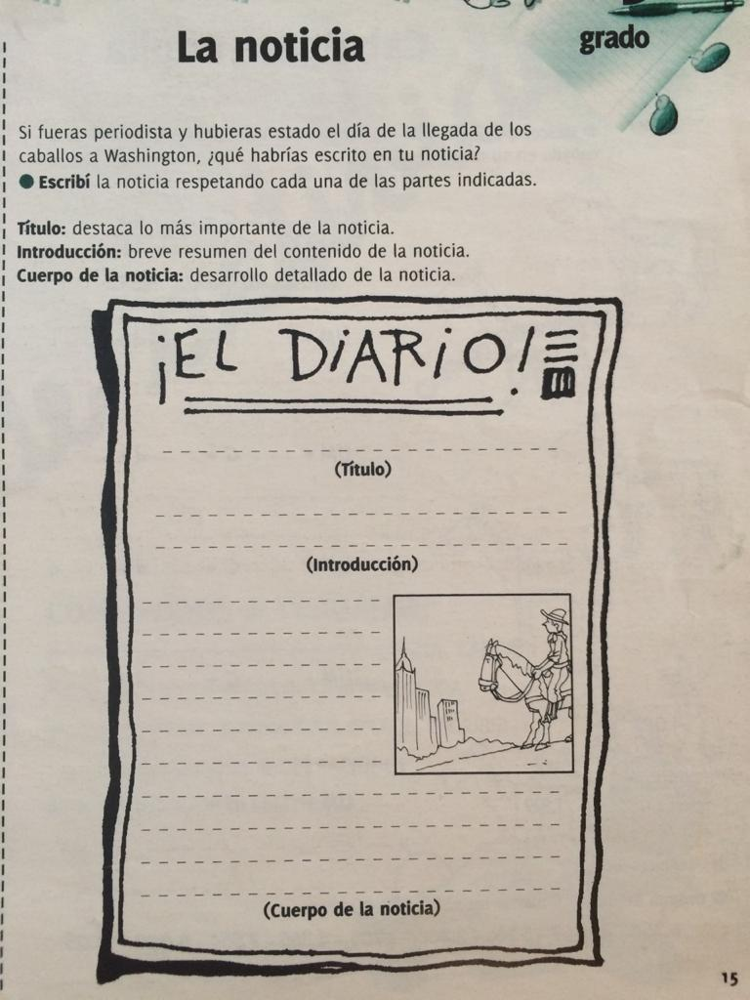 La noticia
grado
Si fueras periodista y hubieras estado el día de la llegada de los
caballos a Washington, ¿qué habrías escrito en tu noticia?
● Escribí la noticia respetando cada una de las partes indicadas.
Título: destaca lo más importante de la noticia.
Introducción: breve resumen del contenido de la noticia.
Cuerpo de la noticia: desarrollo detallado de la noticia.
¡EL DiARiO!
(Título)
(Introducción)
(Cuerpo de la noticia)
15